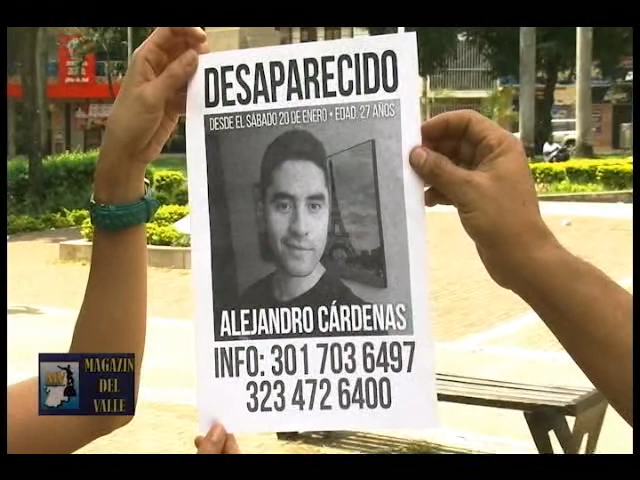 DESAPARECIDO
DESDE EL SÁBADO 20 DE ENERO • EDAD: 27 AÑOS
ALEJANDRO CÁRDENAS
INFO: 301 703 6497
323 472 6400
MAGAZIN
DEL
VALLE